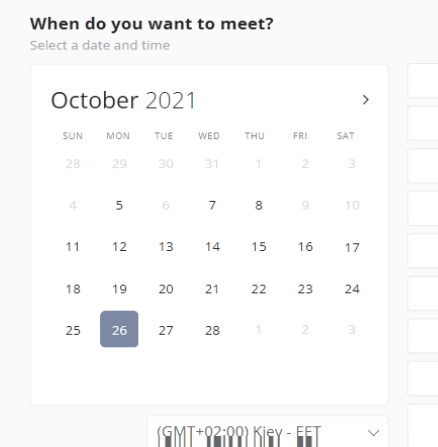 When do you want to meet?
Select a date and time
October 2021
SUN MON TUE WED THU FRI SAT
28 29 30 31 1 2 3
4 5 6 7 8 9 10
11 12 13 14 15 16 17
18 19 20 21 22 23 24
25 26 27 28 1 2 3
(GMT+02:00) Kiev - EET